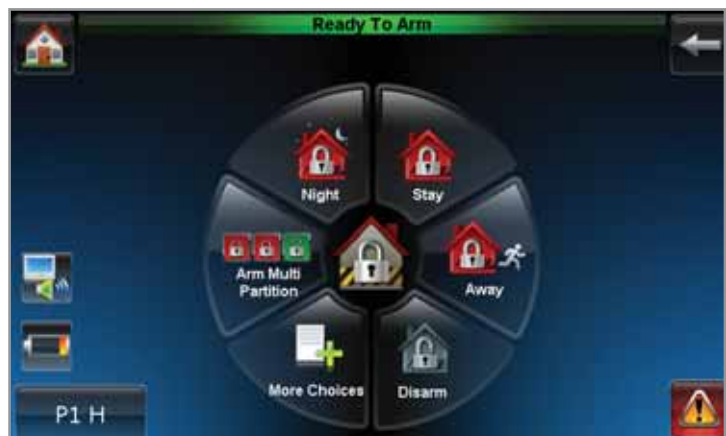 Ready To Arm
Night
Stay
Arm Multi
Partition
Away
More Choices
Disarm
P1 H